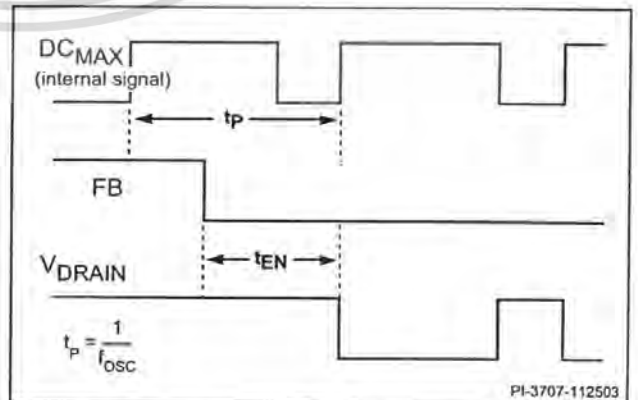 DCMAX
(internal signal)
tP
FB
tEN
VDRAIN
tp = 1
fOSC
PI-3707-112503